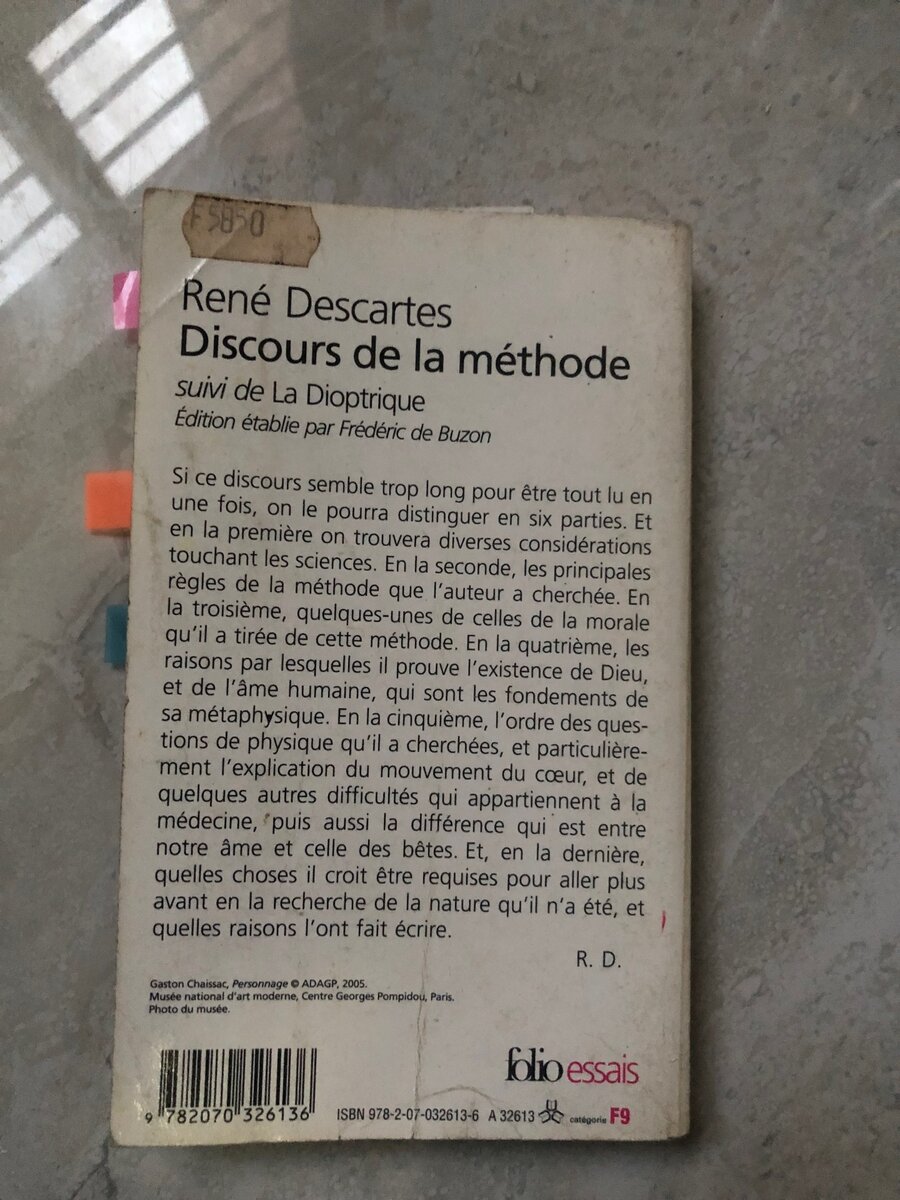 F5850
René Descartes
Discours de la méthode
suivi de La Dioptrique
Édition établie par Frédéric de Buzon
Si ce discours semble trop long pour être tout lu en
une fois, on le pourra distinguer en six parties. Et
en la première on trouvera diverses considérations
touchant les sciences. En la seconde, les principales
règles de la méthode que l'auteur a cherchée. En
la troisième, quelques-unes de celles de la morale
qu'il a tirée de cette méthode. En la quatrième, les
raisons par lesquelles il prouve l'existence de Dieu,
et de l'âme humaine, qui sont les fondements de
sa métaphysique. En la cinquième, l'ordre des ques-
tions de physique qu'il a cherchées, et particulière-
ment l'explication du mouvement du cœur, et de
quelques autres difficultés qui appartiennent à la
médecine, puis aussi la différence qui est entre
notre âme et celle des bêtes. Et, en la dernière,
quelles choses il croit être requises pour aller plus
avant en la recherche de la nature qu'il n'a été, et
quelles raisons l'ont fait écrire.
R. D.
Gaston Chaissac, Personnage © ADAGP, 2005.
Musée national d'art moderne, Centre Georges Pompidou, Paris.
Photo du musée.
folio essais
9 782070 326136
ISBN 978-2-07-032613-6 A 32613 catégorie F9